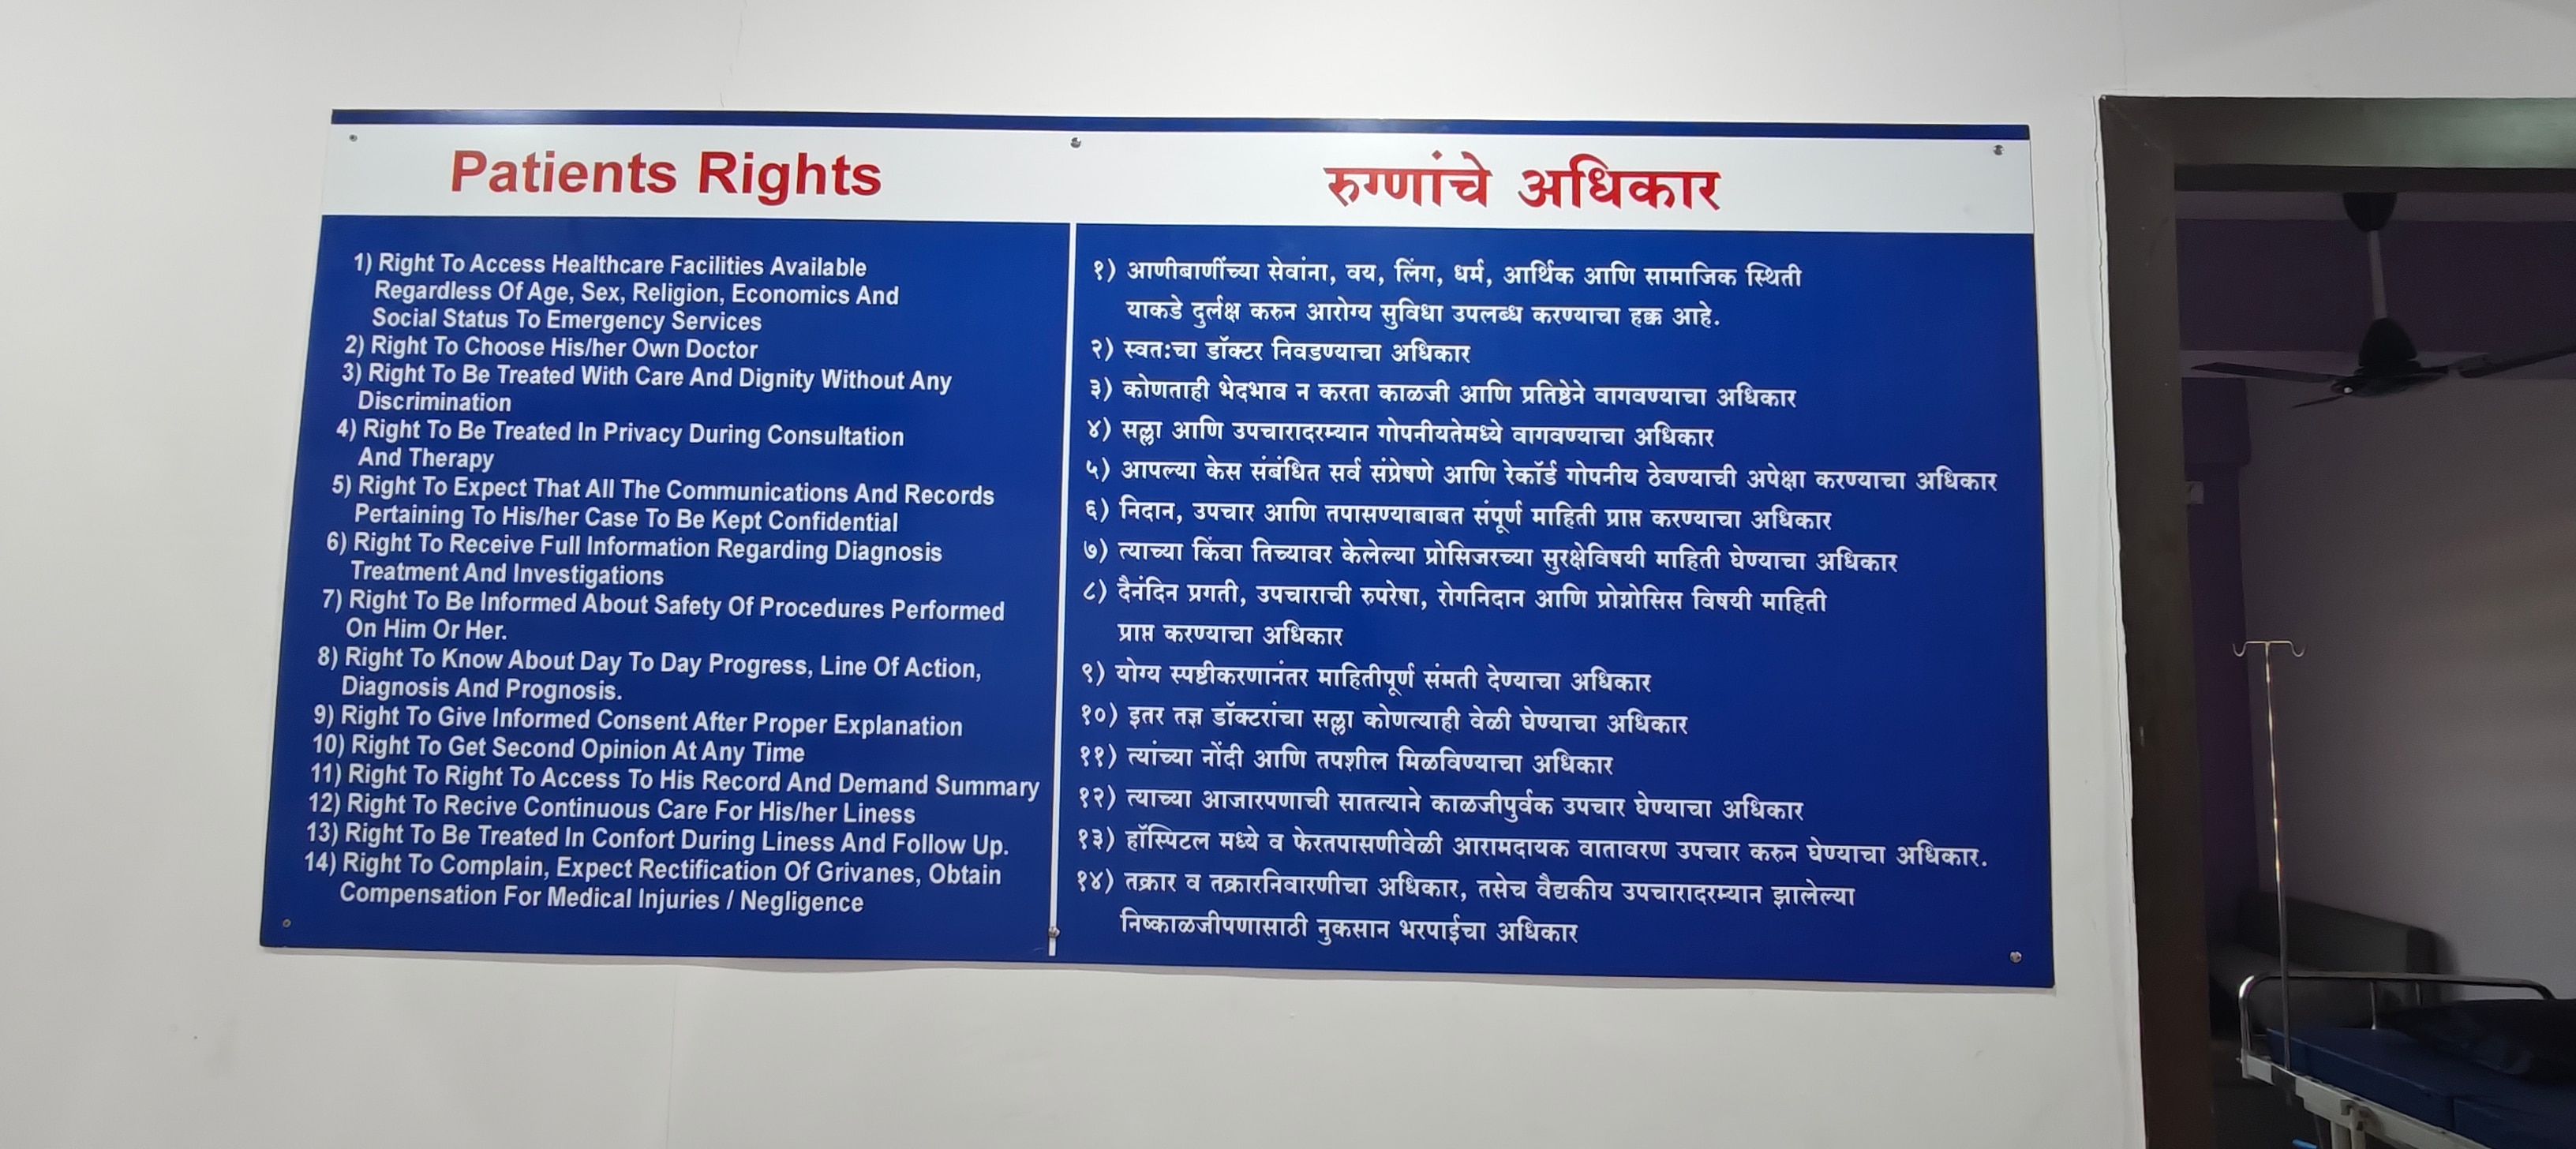 Patients Rights
1) Right To Access Healthcare Facilities Available
Regardless Of Age, Sex, Religion, Economics And
Social Status To Emergency Services
2) Right To Choose His/her Own Doctor
3) Right To Be Treated With Care And Dignity Without Any
Discrimination
4) Right To Be Treated In Privacy During Consultation
And Therapy
5) Right To Expect That All The Communications And Records
Pertaining To His/her Case To Be Kept Confidential
6) Right To Receive Full Information Regarding Diagnosis
Treatment And Investigations
7) Right To Be Informed About Safety Of Procedures Performed
On Him Or Her.
8) Right To Know About Day To Day Progress, Line Of Action,
Diagnosis And Prognosis.
9) Right To Give Informed Consent After Proper Explanation
10) Right To Get Second Opinion At Any Time
11) Right To Right To Access To His Record And Demand Summary
12) Right To Recive Continuous Care For His/her Liness
13) Right To Be Treated In Confort During Liness And Follow Up.
14) Right To Complain, Expect Rectification Of Grivanes, Obtain
Compensation For Medical Injuries / Negligence
रुग्णांचे अधिकार
१) आणीबाणींच्या सेवांना, वय, लिंग, धर्म, आर्थिक आणि सामाजिक स्थिती
याकडे दुर्लक्ष करुन आरोग्य सुविधा उपलब्ध करण्याचा हक्क आहे.
२) स्वत:चा डॉक्टर निवडण्याचा अधिकार
३) कोणताही भेदभाव न करता काळजी आणि प्रतिष्ठेने वागवण्याचा अधिकार
४) सल्ला आणि उपचारादरम्यान गोपनीयतेमध्ये वागवण्याचा अधिकार
५) आपल्या केस संबंधित सर्व संप्रेषणे आणि रेकॉर्ड गोपनीय ठेवण्याची अपेक्षा करण्याचा अधिकार
६) निदान, उपचार आणि तपासण्याबाबत संपूर्ण माहिती प्राप्त करण्याचा अधिकार
७) त्याच्या किंवा तिच्यावर केलेल्या प्रोसिजरच्या सुरक्षेविषयी माहिती घेण्याचा अधिकार
८) दैनंदिन प्रगती, उपचाराची रुपरेषा, रोगनिदान आणि प्रोग्नोसिस विषयी माहिती
प्राप्त करण्याचा अधिकार
९) योग्य स्पष्टीकरणानंतर माहितीपूर्ण संमती देण्याचा अधिकार
१०) इतर तज्ञ डॉक्टरांचा सल्ला कोणत्याही वेळी घेण्याचा अधिकार
११) त्यांच्या नोंदी आणि तपशील मिळविण्याचा अधिकार
१२) त्याच्या आजारपणाची सातत्याने काळजीपुर्वक उपचार घेण्याचा अधिकार
१३) हॉस्पिटल मध्ये व फेरतपासणीवेळी आरामदायक वातावरण उपचार करुन घेण्याचा अधिकार.
१४) तक्रार व तक्रारनिवारणीचा अधिकार, तसेच वैद्यकीय उपचारादरम्यान झालेल्या
निष्काळजीपणासाठी नुकसान भरपाईचा अधिकार